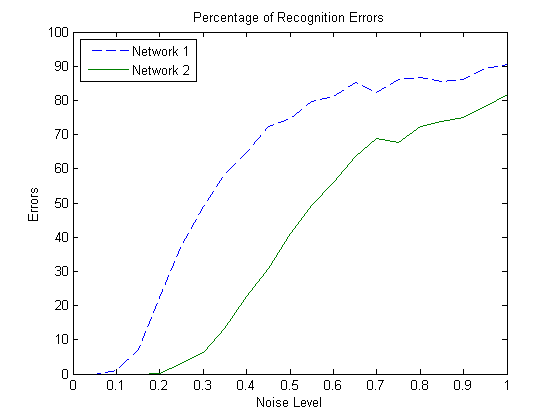 Percentage of Recognition Errors
100
90
80
70
60
50
40
30
20
10
0
Network 1
Network 2
Errors
0 0.1 0.2 0.3 0.4 0.5 0.6 0.7 0.8 0.9 1
Noise Level